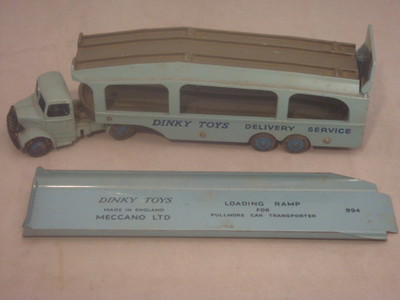 DINKY TOYS DELIVERY SERVICE
DINKY TOYS
MADE IN ENGLAND
MECCANO LTD
LOADING RAMP
FOR
PULLMORE CAR TRANSPORTER
994